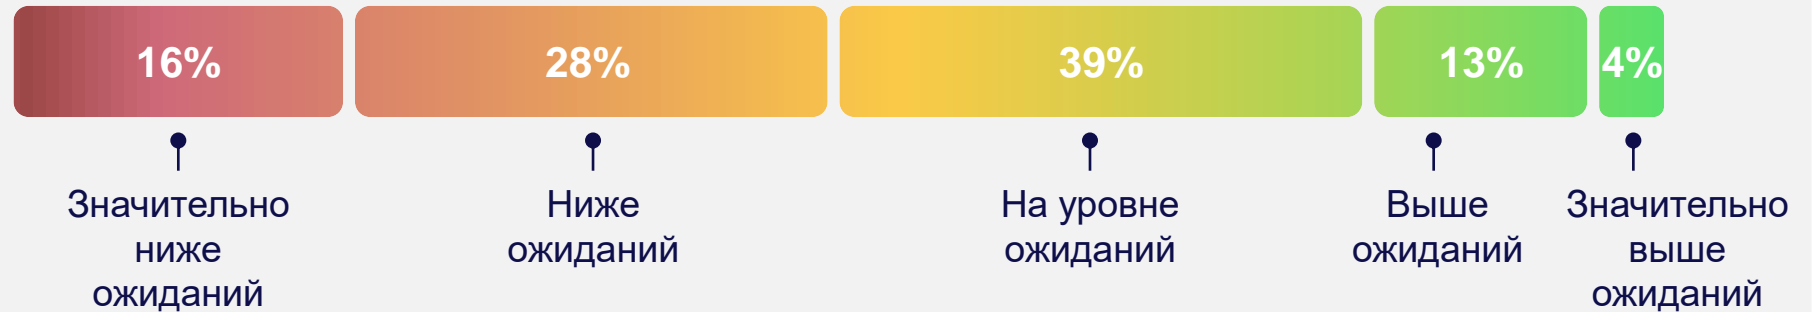 16%
28%
39%
13%
4%
Значительно
ниже
ожиданий
Ниже
ожиданий
На уровне
ожиданий
Выше
ожиданий
Значительно
выше
ожиданий